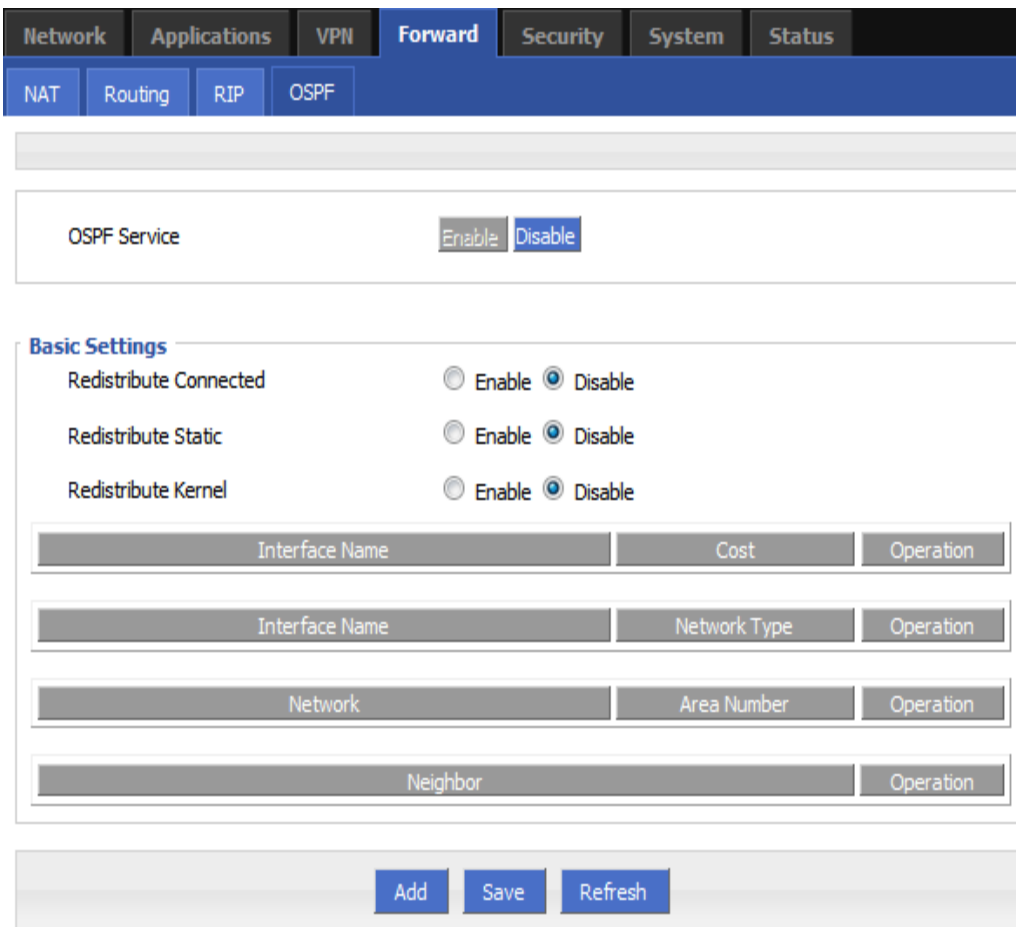 Network Applications VPN Forward Security System Status
NAT Routing RIP OSPF
OSPF Service Enable Disable
Basic Settings
Redistribute Connected Enable Disable
Redistribute Static Enable Disable
Redistribute Kernel Enable Disable
Interface Name Cost Operation
Interface Name Network Type Operation
Network Area Number Operation
Neighbor Operation
Add Save Refresh